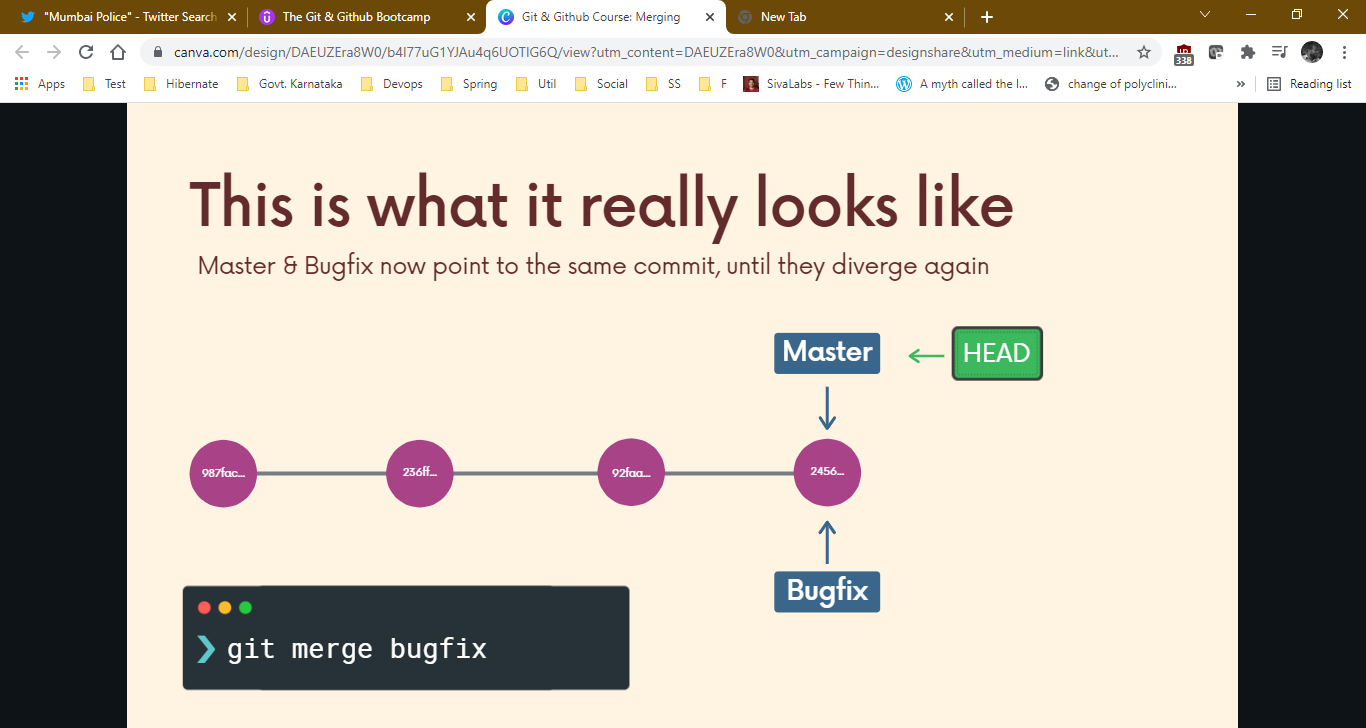 "Mumbai Police" - Twitter Search
The Git & Github Bootcamp
Git & Github Course: Merging
New Tab
canva.com/design/DAEUZEra8W0/b4I77uG1YJAu4q6UOTIG6Q/view?utm_content=DAEUZEra8W0&utm_campaign=designshare&utm_medium=link&ut...
338
Apps
Test
Hibernate
Govt. Karnataka
Devops
Spring
Util
Social
SS
F
SivaLabs - Few Thin...
A myth called the I...
change of polyclini...
»
Reading list
This is what it really looks like
Master & Bugfix now point to the same commit, until they diverge again
Master
HEAD
987fac...
236ff...
92faa...
2456...
Bugfix
❯ git merge bugfix